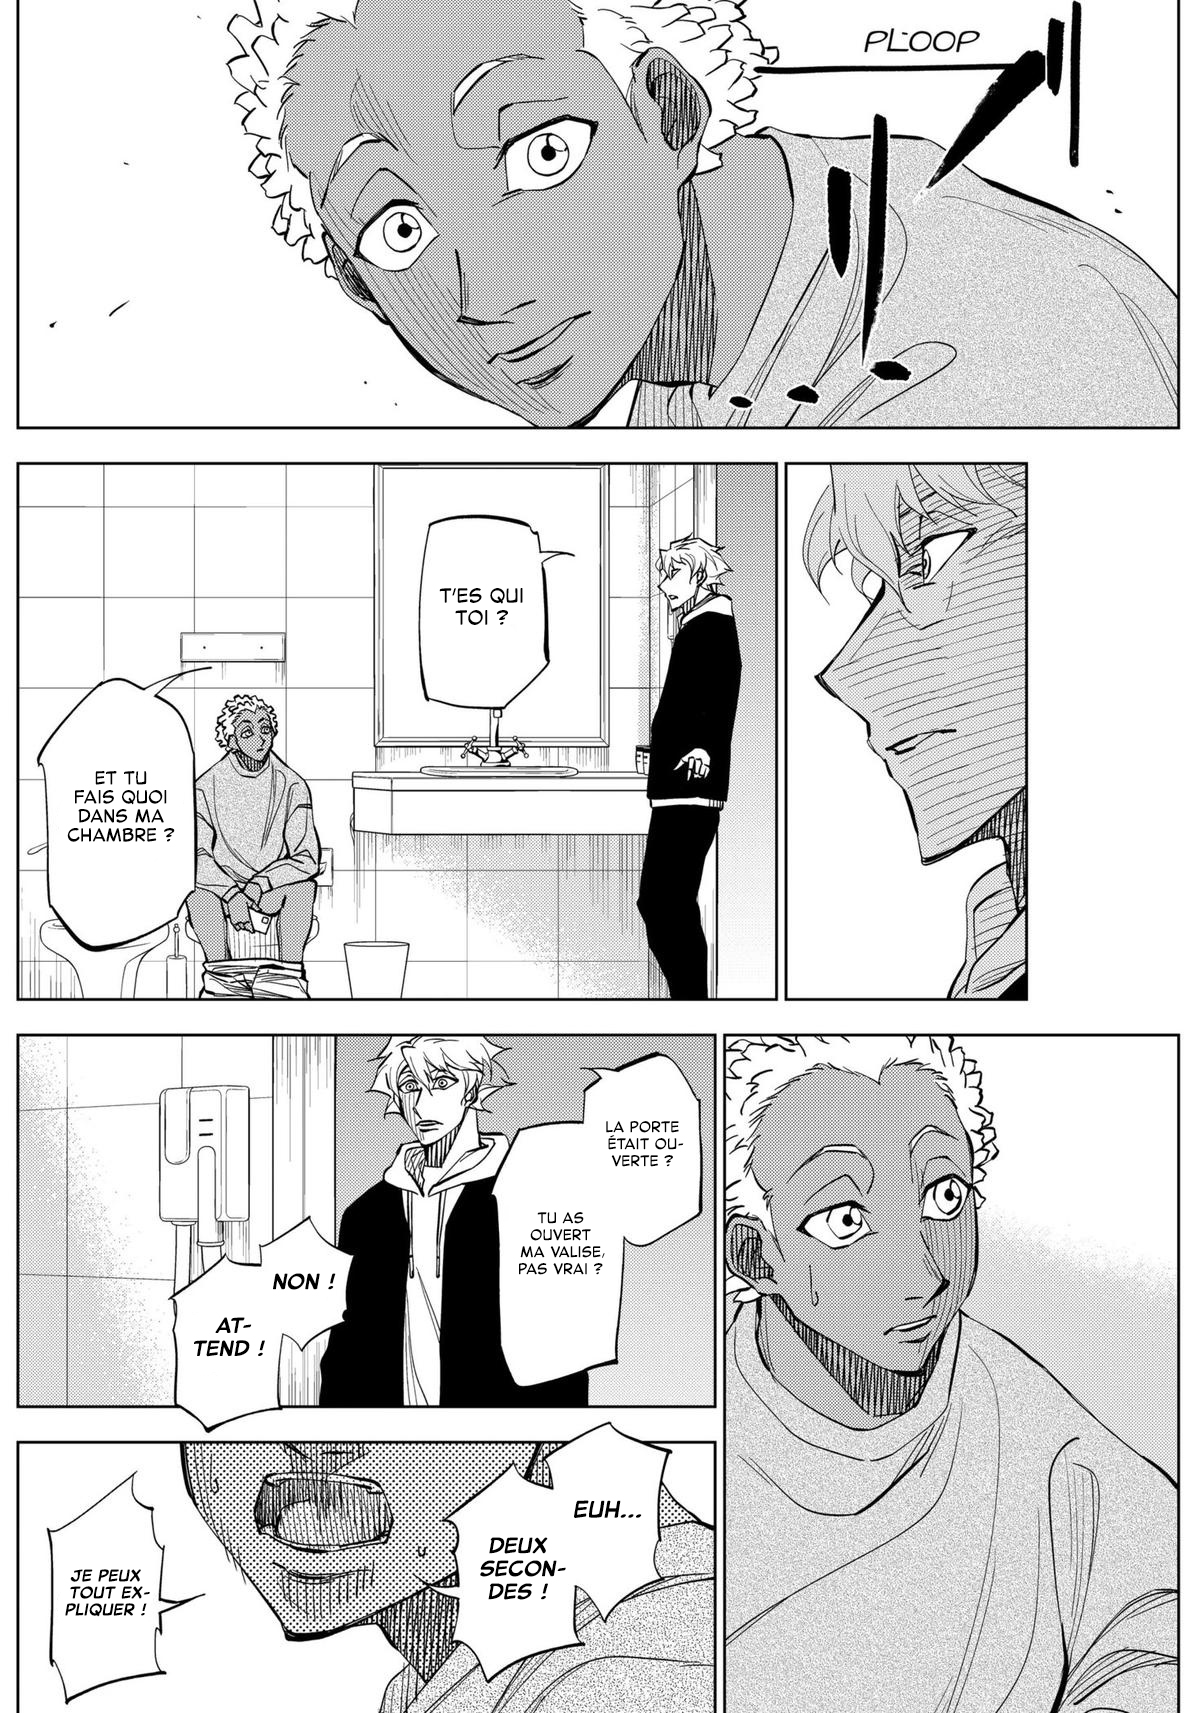 PLOOP
T'ES QUI
TOI ?
ET TU
FAIS QUOI
DANS MA
CHAMBRE ?
LA PORTE
ÉTAIT OU-
VERTE ?
TU AS
OUVERT
MA VALISE,
PAS VRAI ?
NON !
AT-
TEND !
EUH...
DEUX
SECON-
DES !
JE PEUX
TOUT EX-
PLIQUER !